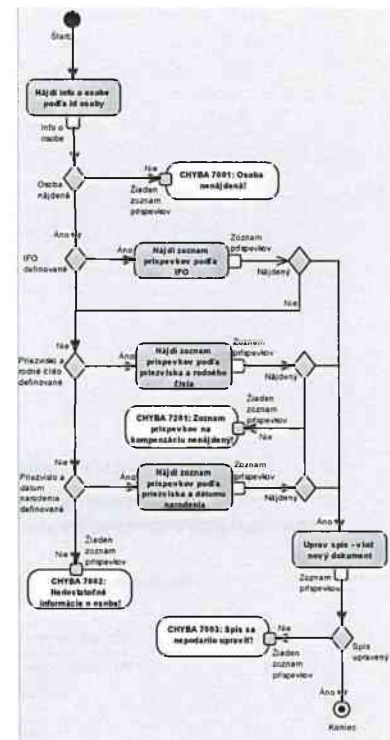 Štart
Nájdi info o osobe
podľa id osoby
Info o
osobe
Nie
CHYBA 7001: Osoba
nenájdená!
Osoba
nájdená
Žiaden
zoznam
príspevkov
Áno
Nájdi zoznam
príspevkov podľa
IFO
Zoznam
príspevkov
Áno
IFO
definované
Nájdený
Nie
Nie
Nájdi zoznam
príspevkov podľa
priezviska a rodného
čísla
Zoznam
príspevkov
Priezvisko a
rodné číslo
definované
Áno
Nájdený
Žiaden
zoznam
príspevkov
CHYBA 7201: Zoznam
príspevkov na
kompenzáciu nenájdený!
Nie
Nie
Nájdi zoznam
príspevkov podľa
priezviska a dátumu
narodenia
Zoznam
príspevkov
Priezvisko a
dátum
narodenia
definované
Áno
Nájdený
Áno
Nie
Žiaden
zoznam
príspevkov
Uprav spis - vlož
nový dokument
CHYBA 7002:
Nedostatočné
informácie o osobe!
Zoznam
príspevkov
CHYBA 7003: Spis sa
nepodarilo upraviť!
Nie
Žiaden
zoznam
príspevkov
Spis
upravený
Áno
Koniec